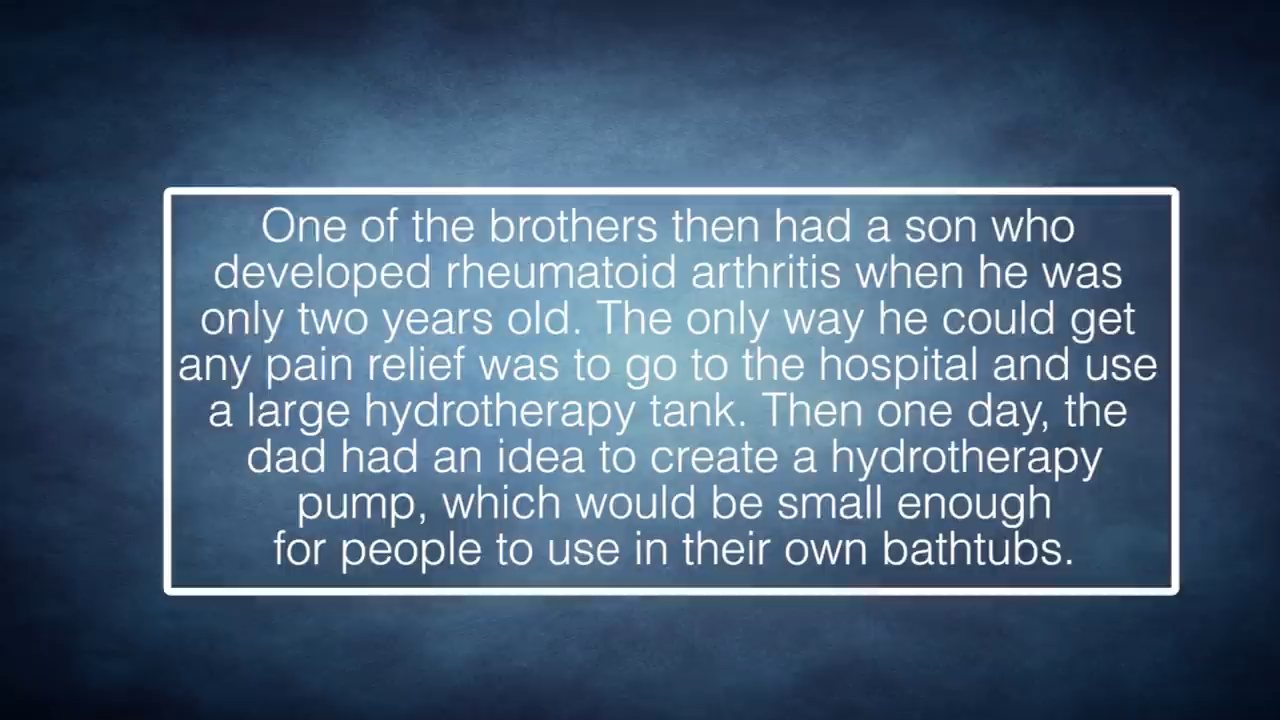 One of the brothers then had a son who
developed rheumatoid arthritis when he was
only two years old. The only way he could get
any pain relief was to go to the hospital and use
a large hydrotherapy tank. Then one day, the
dad had an idea to create a hydrotherapy
pump, which would be small enough
for people to use in their own bathtubs.